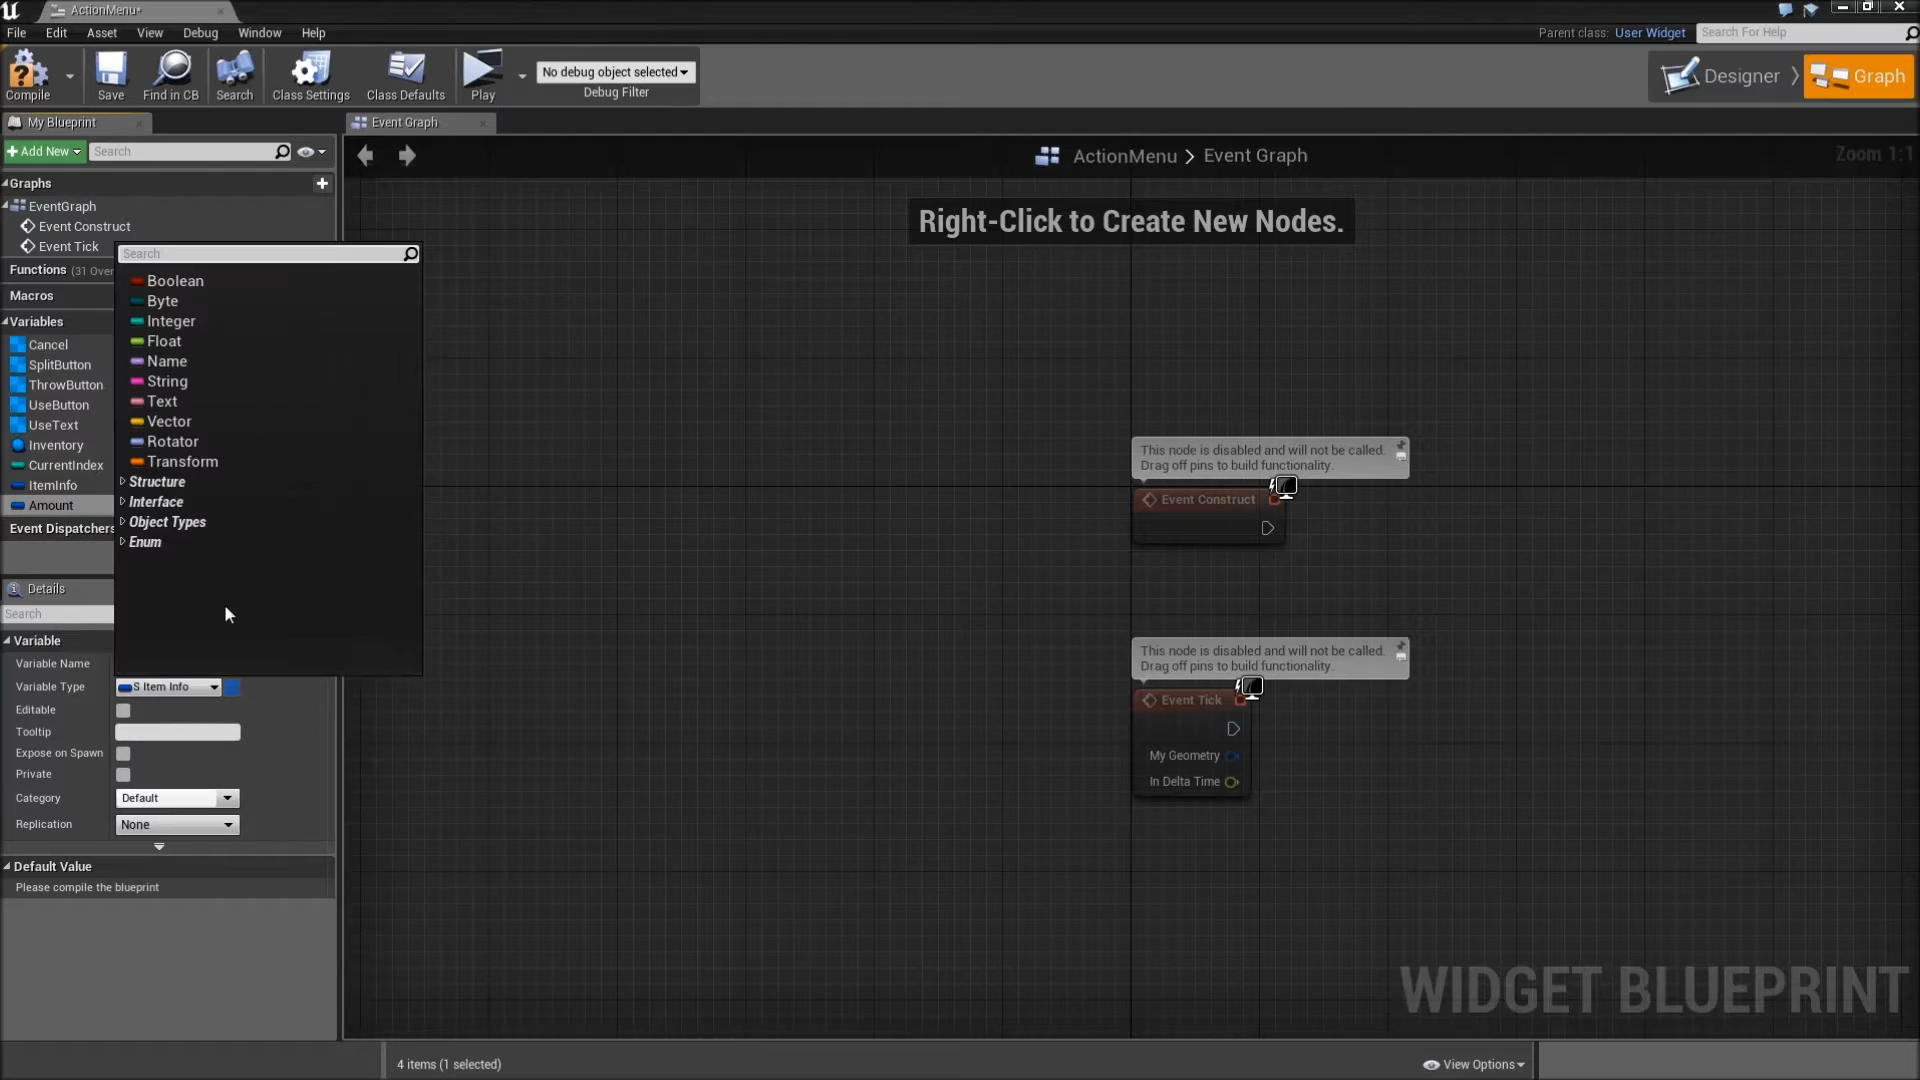 ActionMenu*
File Edit Asset View Debug Window Help
Parent class: User Widget Search For Help
Compile Save Find in CB Search Class Settings Class Defaults Play
No debug object selected
Debug Filter
Designer Graph
My Blueprint
Event Graph
Add New Search
ActionMenu > Event Graph
Zoom 1:1
Graphs
EventGraph
Event Construct
Event Tick
Right-Click to Create New Nodes.
Functions (31 Over
Macros
Variables
Cancel
SplitButton
ThrowButton
UseButton
UseText
Inventory
CurrentIndex
ItemInfo
Amount
Event Dispatchers
Search
Boolean
Byte
Integer
Float
Name
String
Text
Vector
Rotator
Transform
Structure
Interface
Object Types
Enum
This node is disabled and will not be called.
Drag off pins to build functionality.
Event Construct
This node is disabled and will not be called.
Drag off pins to build functionality.
Event Tick
My Geometry
In Delta Time
Details
Search
Variable
Variable Name
Variable Type S Item Info
Editable
Tooltip
Expose on Spawn
Private
Category Default
Replication None
Default Value
Please compile the blueprint
WIDGET BLUEPRINT
4 items (1 selected)
View Options